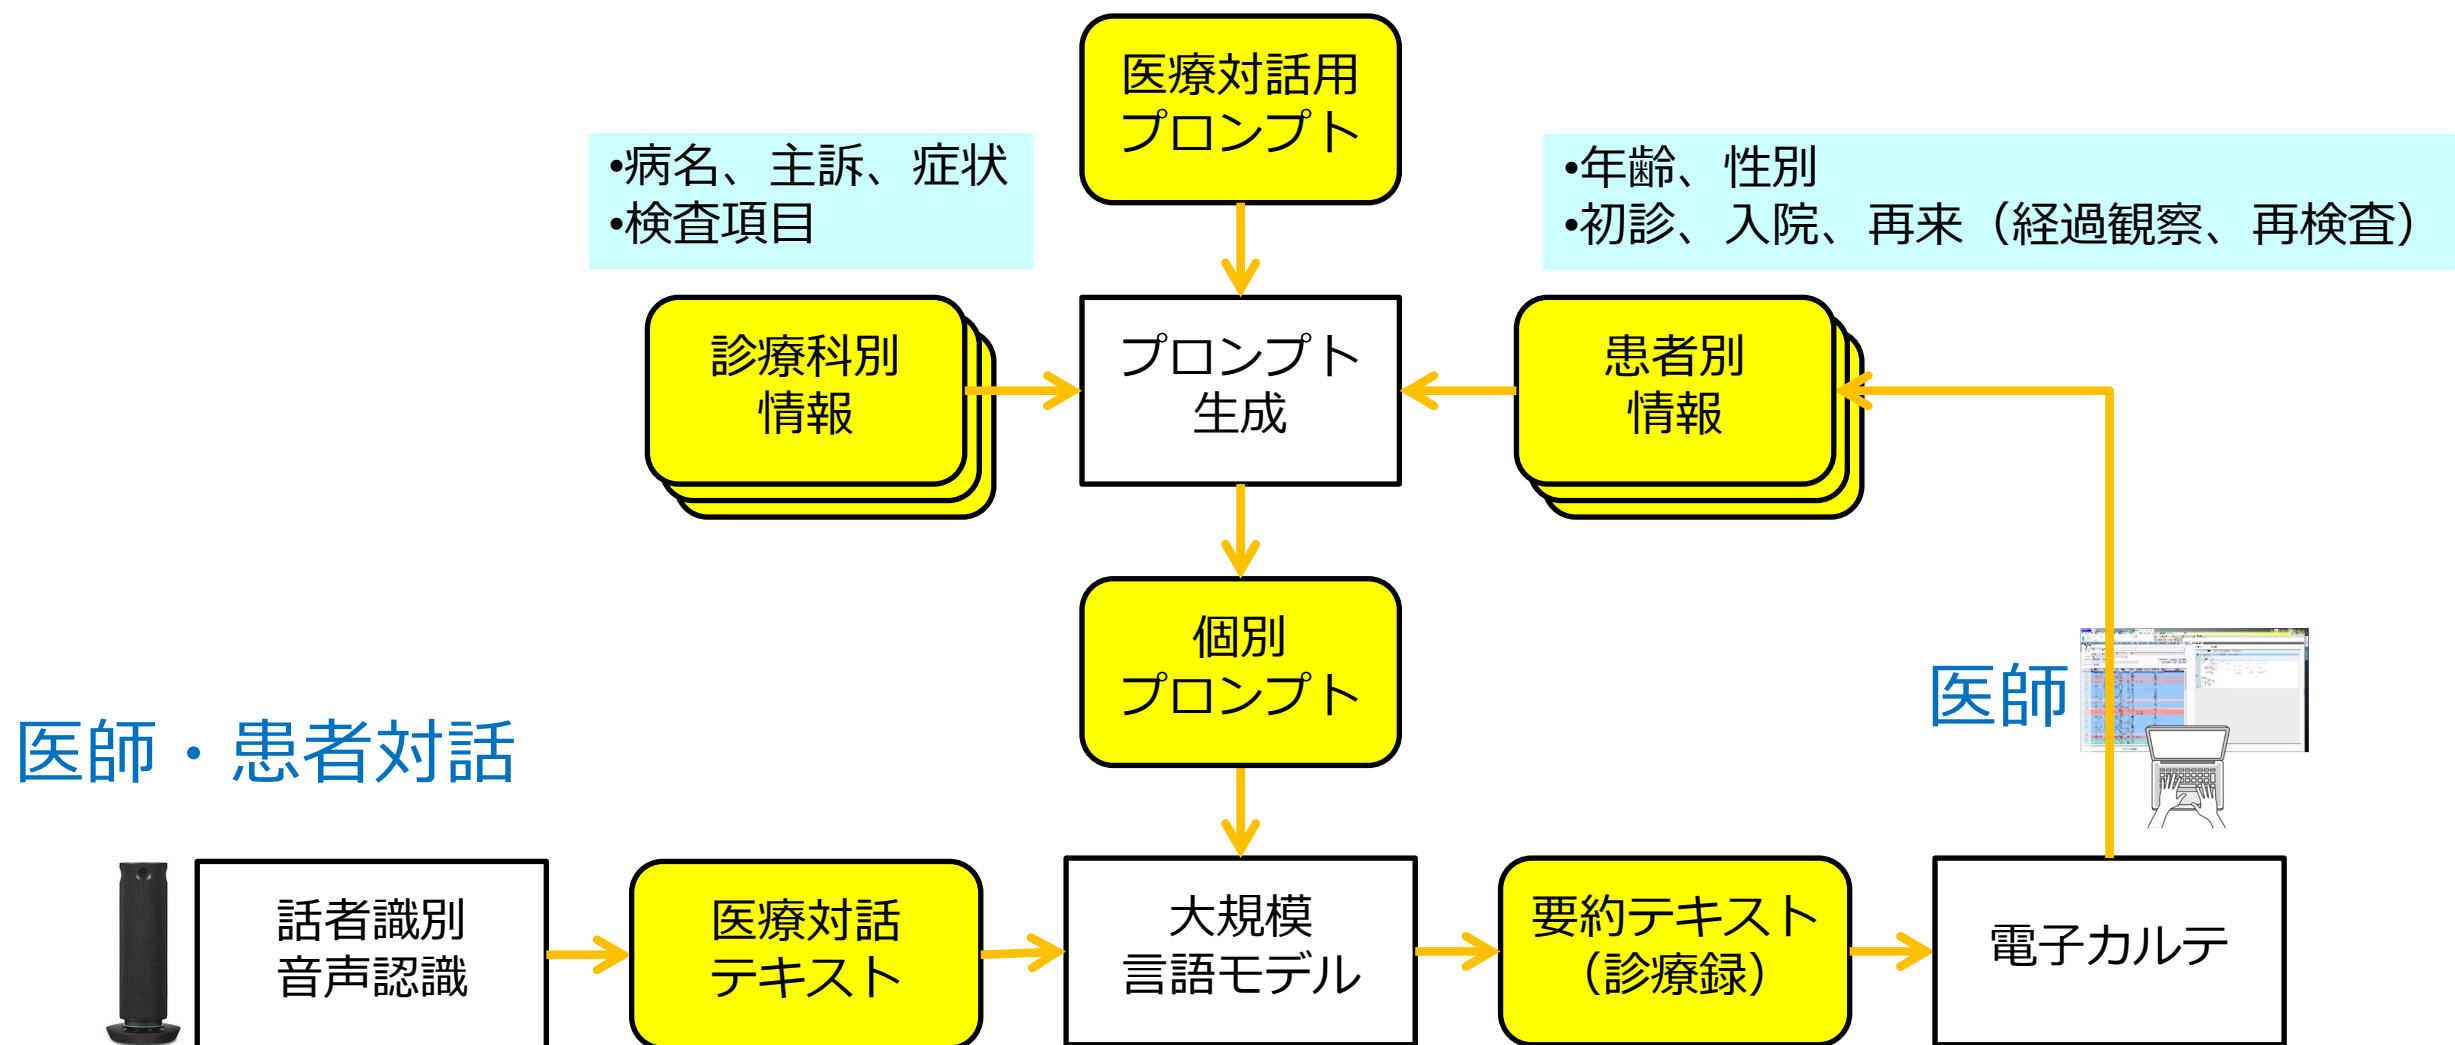 医療対話用
プロンプト
•病名、主訴、症状
•検査項目
•年齢、性別
•初診、入院、再来（経過観察、再検査）
診療科別
情報
プロンプト
生成
患者別
情報
個別
プロンプト
医師
医師・患者対話
話者識別
音声認識
医療対話
テキスト
大規模
言語モデル
要約テキスト
（診療録）
電子カルテ